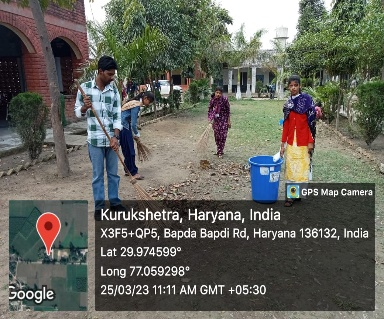 GPS Map Camera
Kurukshetra, Haryana, India
X3F5+QP5, Bapda Bapdi Rd, Haryana 136132, India
Lat 29.974599°
Long 77.059298°
25/03/23 11:11 AM GMT +05:30
Google